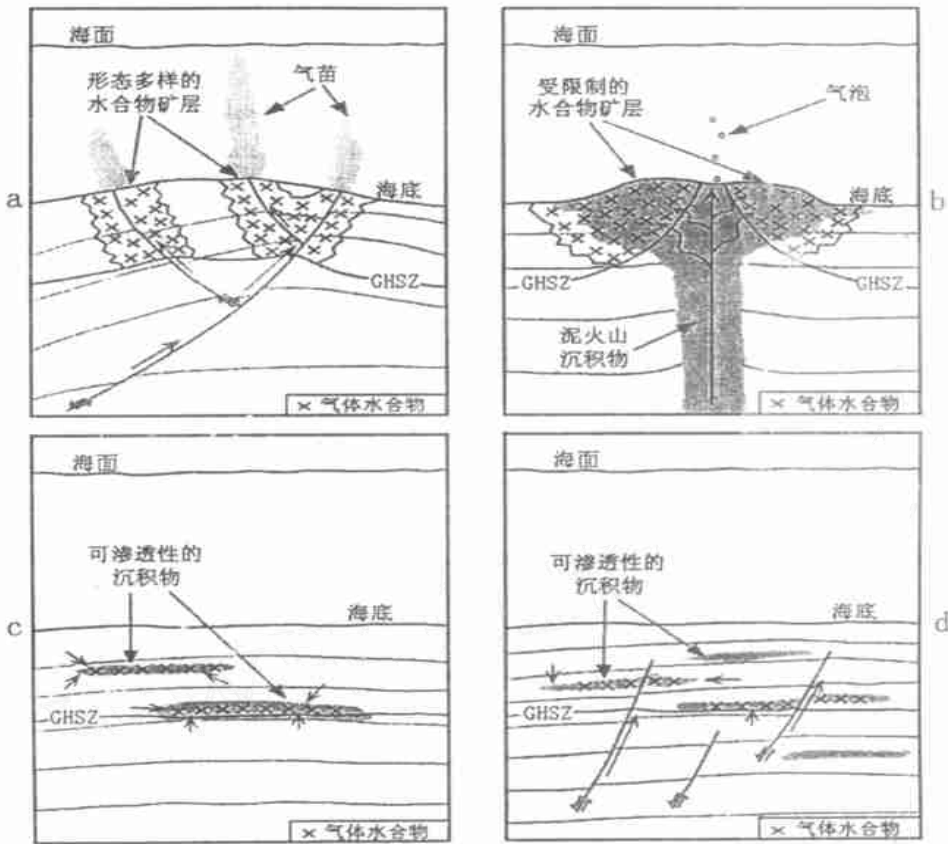 a
海面
形态多样的
水合物矿层
气苗
海底
GHSZ
× 气体水合物
b
海面
受限制的
水合物矿层
气泡
海底
GHSZ
GHSZ
泥火山
沉积物
× 气体水合物
c
海面
可渗透性的
沉积物
海底
GHSZ
× 气体水合物
d
海面
可渗透性的
沉积物
海底
GHSZ
× 气体水合物